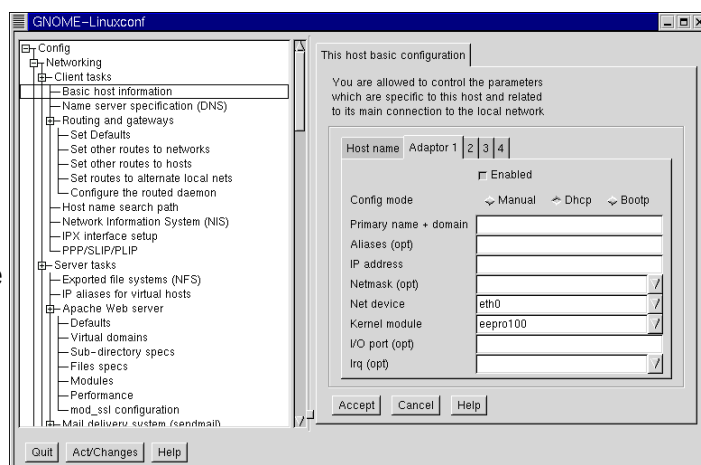 GNOME-Linuxconf
Config
Networking
Client tasks
Basic host information
Name server specification (DNS)
Routing and gateways
Set Defaults
Set other routes to networks
Set other routes to hosts
Set routes to alternate local nets
Configure the routed daemon
Host name search path
Network Information System (NIS)
IPX interface setup
PPP/SLIP/PLIP
Server tasks
Exported file systems (NFS)
IP aliases for virtual hosts
Apache Web server
Defaults
Virtual domains
Sub-directory specs
Files specs
Modules
Performance
mod_ssl configuration
Mail delivery system (sendmail)
Quit Act/Changes Help
This host basic configuration
You are allowed to control the parameters
which are specific to this host and related
to its main connection to the local network
Host name Adaptor 1 2 3 4
Enabled
Config mode Manual Dhcp Bootp
Primary name + domain
Aliases (opt)
IP address
Netmask (opt)
Net device eth0
Kernel module eepro100
I/O port (opt)
Irq (opt)
Accept Cancel Help
e